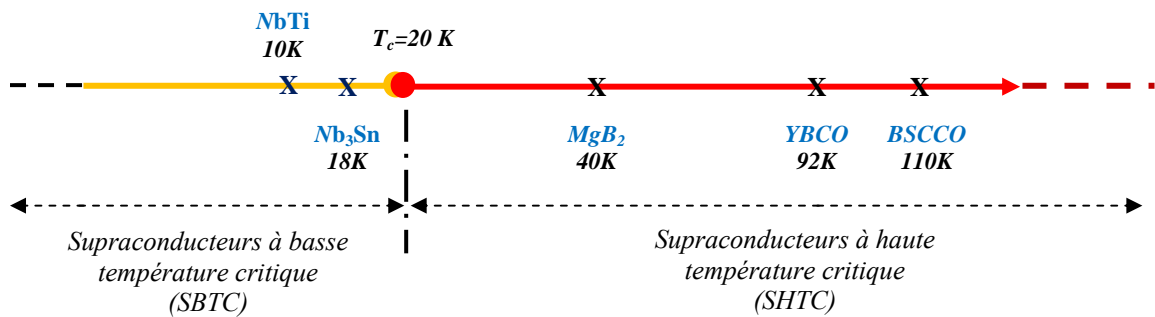 NbTi
10K
T_c=20 K
X X X X X
Nb₃Sn
18K
MgB₂
40K
YBCO
92K
BSCCO
110K
Supraconducteurs à basse
température critique
(SBTC)
Supraconducteurs à haute
température critique
(SHTC)